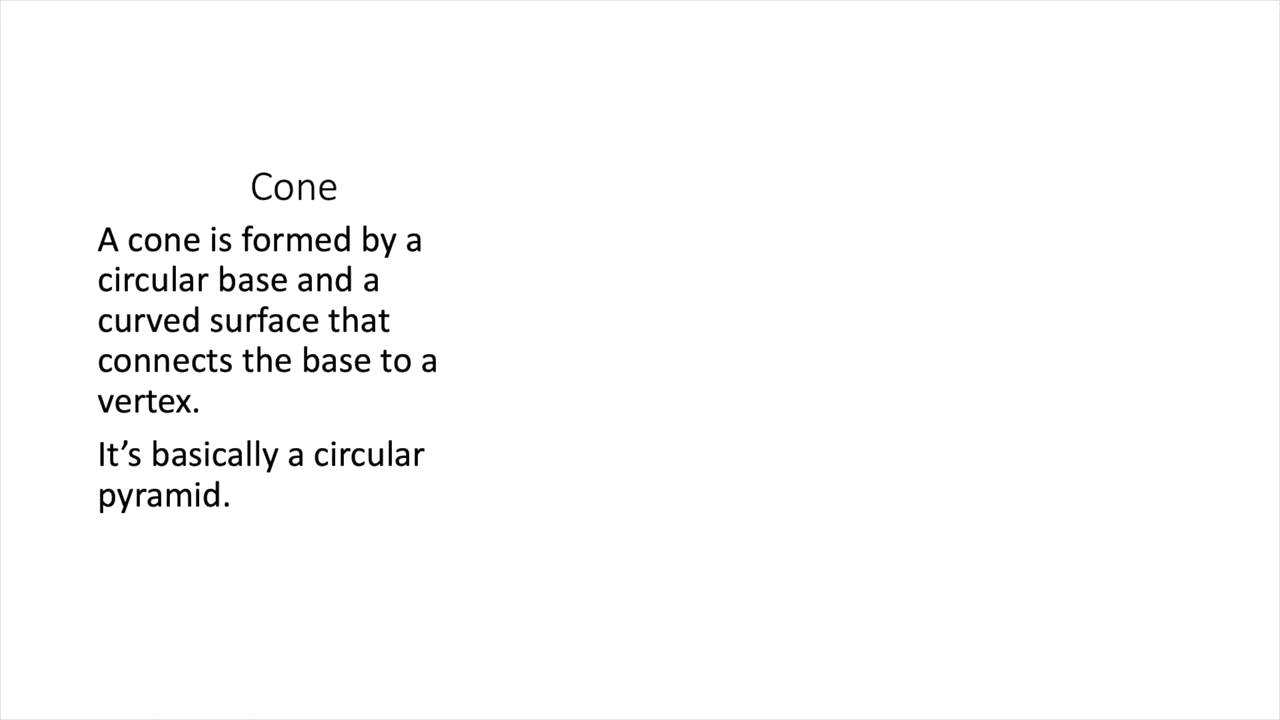 Cone
A cone is formed by a
circular base and a
curved surface that
connects the base to a
vertex.
It’s basically a circular
pyramid.